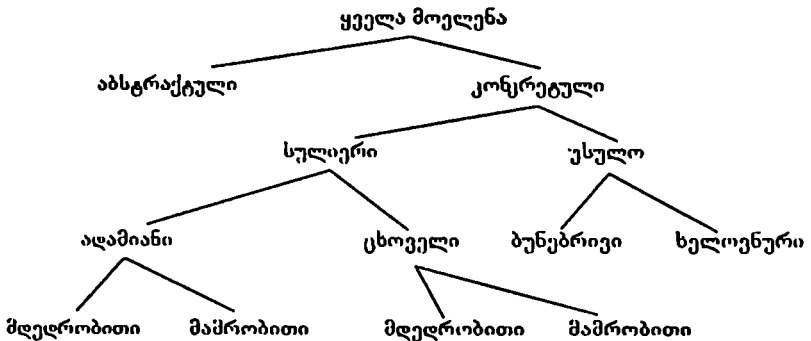 ყველა მოვლენა
აბსტრაქტული კონკრეტული
სულიერი უსულო
ადამიანი ცხოველი ბუნებრივი ხელოვნური
მდედრობითი მამრობითი მდედრობითი მამრობითი